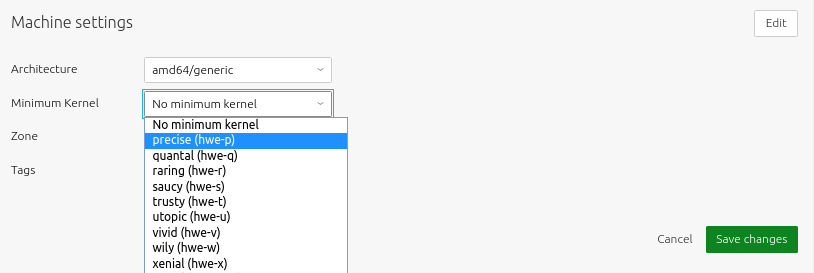 Machine settings
Edit
Architecture
amd64/generic
Minimum Kernel
No minimum kernel
No minimum kernel
precise (hwe-p)
Zone
quantal (hwe-q)
raring (hwe-r)
Tags
saucy (hwe-s)
trusty (hwe-t)
utopic (hwe-u)
vivid (hwe-v)
wily (hwe-w)
xenial (hwe-x)
Cancel
Save changes